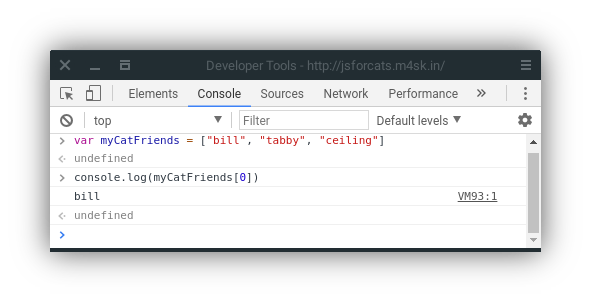 Developer Tools - http://jsforcats.m4sk.in/
Elements Console Sources Network Performance »
top Filter Default levels
> var myCatFriends = ["bill", "tabby", "ceiling"]
undefined
> console.log(myCatFriends[0])
bill VM93:1
undefined
>